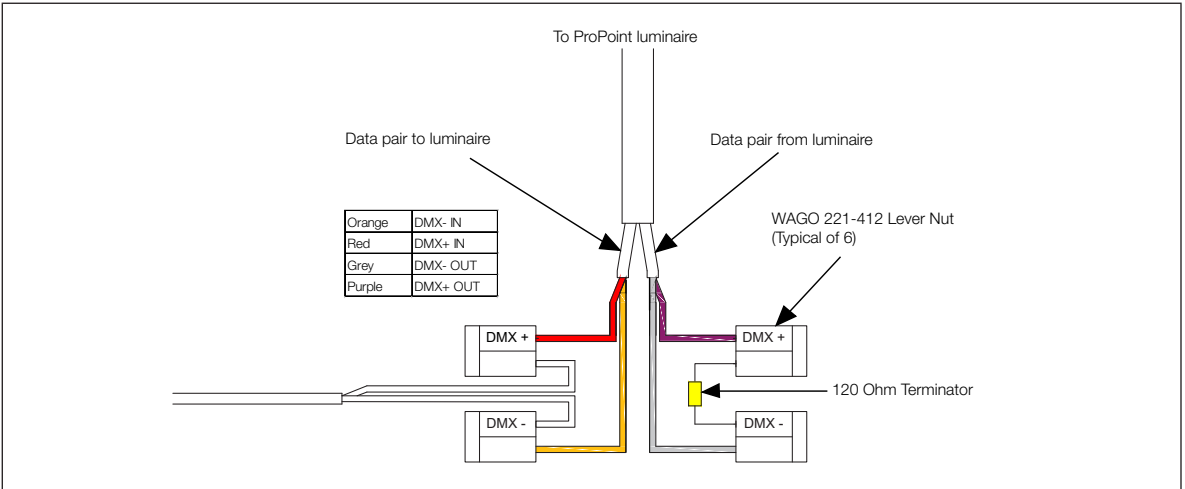 To ProPoint luminaire
Data pair to luminaire
Data pair from luminaire
Orange DMX- IN
Red DMX+ IN
Grey DMX- OUT
Purple DMX+ OUT
WAGO 221-412 Lever Nut
(Typical of 6)
DMX +
DMX +
120 Ohm Terminator
DMX -
DMX -